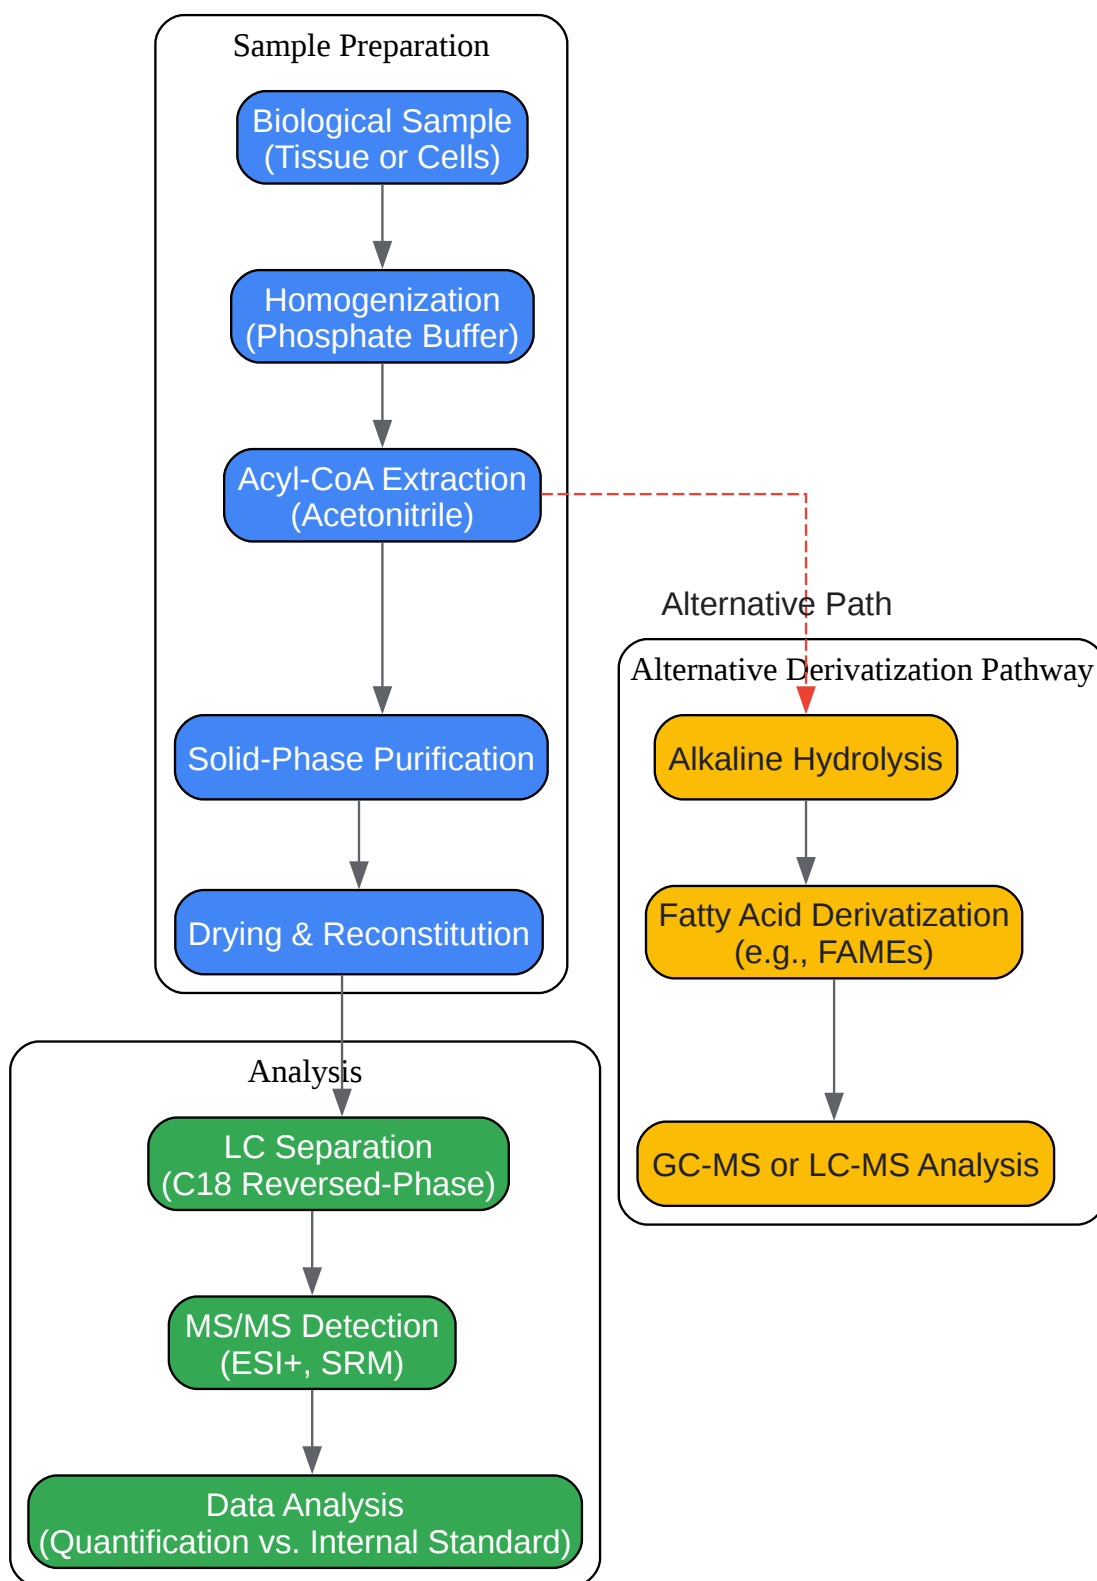 Sample Preparation
Biological Sample
(Tissue or Cells)
Homogenization
(Phosphate Buffer)
Acyl-CoA Extraction
(Acetonitrile)
Solid-Phase Purification
Drying & Reconstitution
Alternative Path
Alternative Derivatization Pathway
Alkaline Hydrolysis
Fatty Acid Derivatization
(e.g., FAMEs)
GC-MS or LC-MS Analysis
Analysis
LC Separation
(C18 Reversed-Phase)
MS/MS Detection
(ESI+, SRM)
Data Analysis
(Quantification vs. Internal Standard)